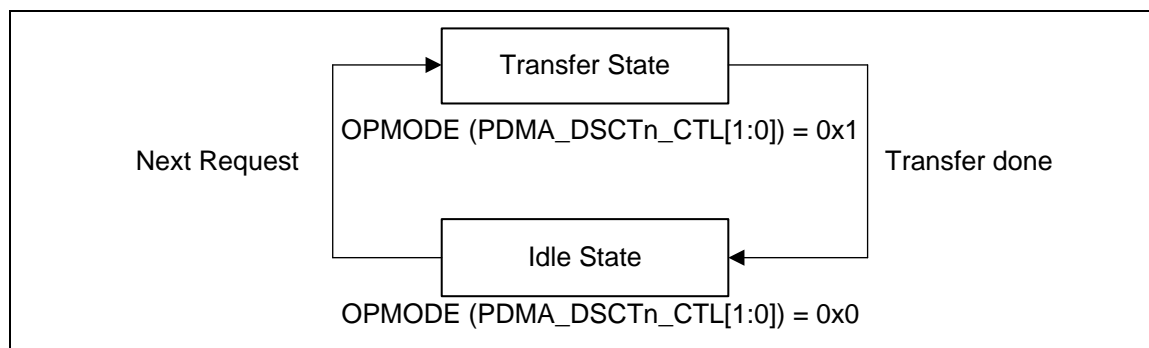 Transfer State
OPMODE (PDMA_DSCTn_CTL[1:0]) = 0x1
Next Request
Transfer done
Idle State
OPMODE (PDMA_DSCTn_CTL[1:0]) = 0x0